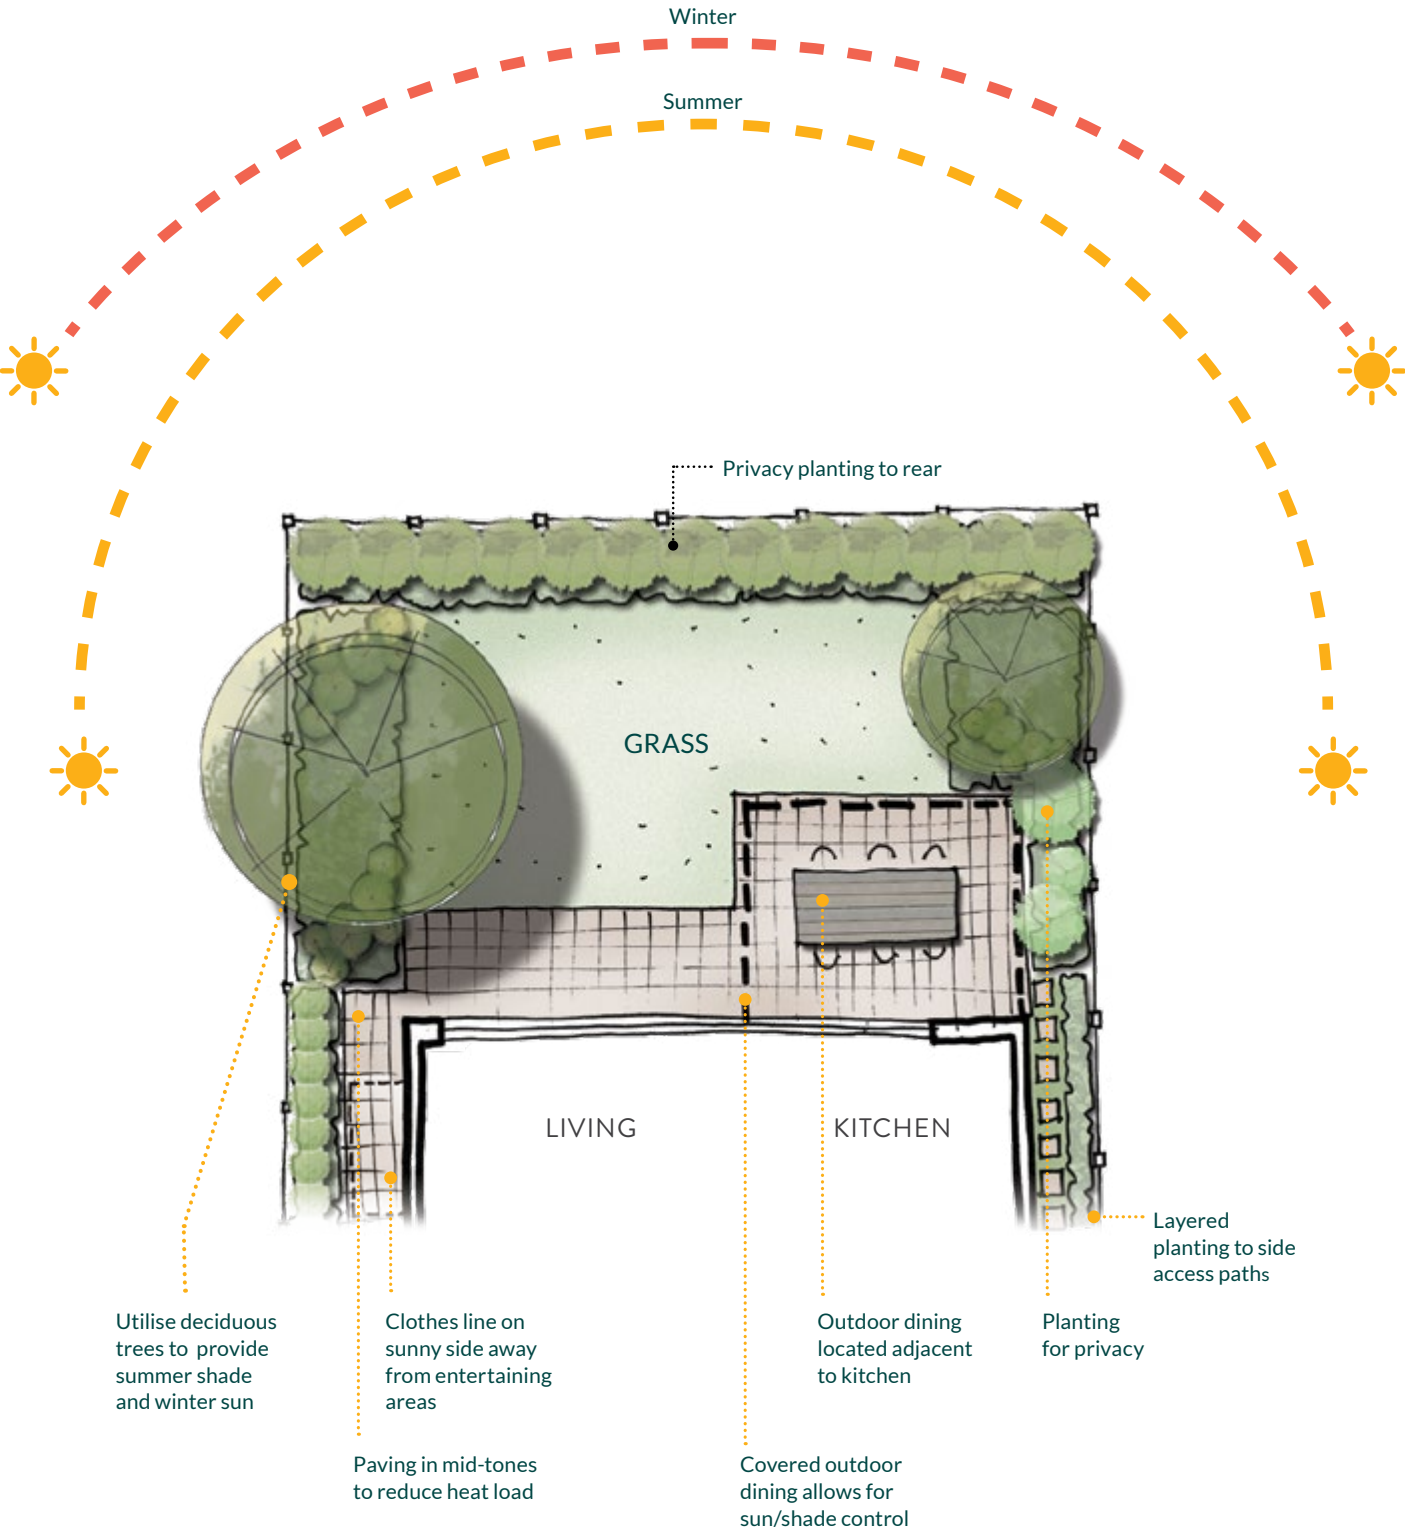 Winter
Summer
Privacy planting to rear
GRASS
LIVING
KITCHEN
Layered
planting to side
access paths
Utilise deciduous
trees to provide
summer shade
and winter sun
Clothes line on
sunny side away
from entertaining
areas
Outdoor dining
located adjacent
to kitchen
Planting
for privacy
Paving in mid-tones
to reduce heat load
Covered outdoor
dining allows for
sun/shade control